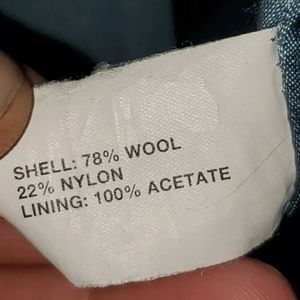 SHELL: 78% WOOL
22% NYLON
LINING: 100% ACETATE